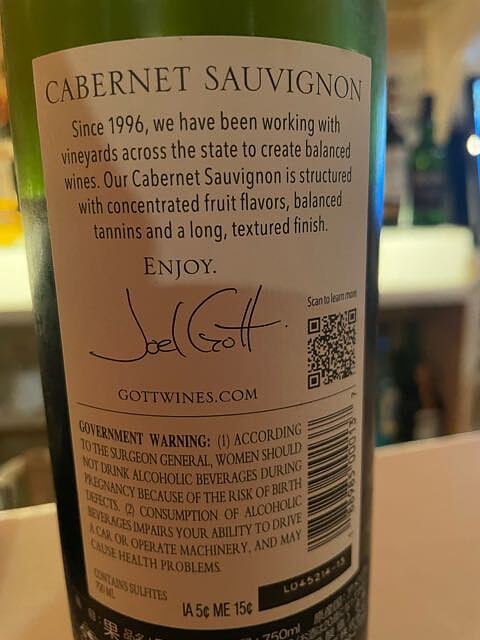 CABERNET SAUVIGNON
Since 1996, we have been working with
vineyards across the state to create balanced
wines. Our Cabernet Sauvignon is structured
with concentrated fruit flavors, balanced
tannins and a long, textured finish.
ENJOY.
Joel Gott
Scan to learn more
GOTTWINES.COM
GOVERNMENT WARNING: (1) ACCORDING
TO THE SURGEON GENERAL, WOMEN SHOULD
NOT DRINK ALCOHOLIC BEVERAGES DURING
PREGNANCY BECAUSE OF THE RISK OF BIRTH
DEFECTS. (2) CONSUMPTION OF ALCOHOLIC
BEVERAGES IMPAIRS YOUR ABILITY TO DRIVE
A CAR OR OPERATE MACHINERY, AND MAY
CAUSE HEALTH PROBLEMS.
CONTAINS SULFITES
750 ML
IA 5¢ ME 15¢
750ml